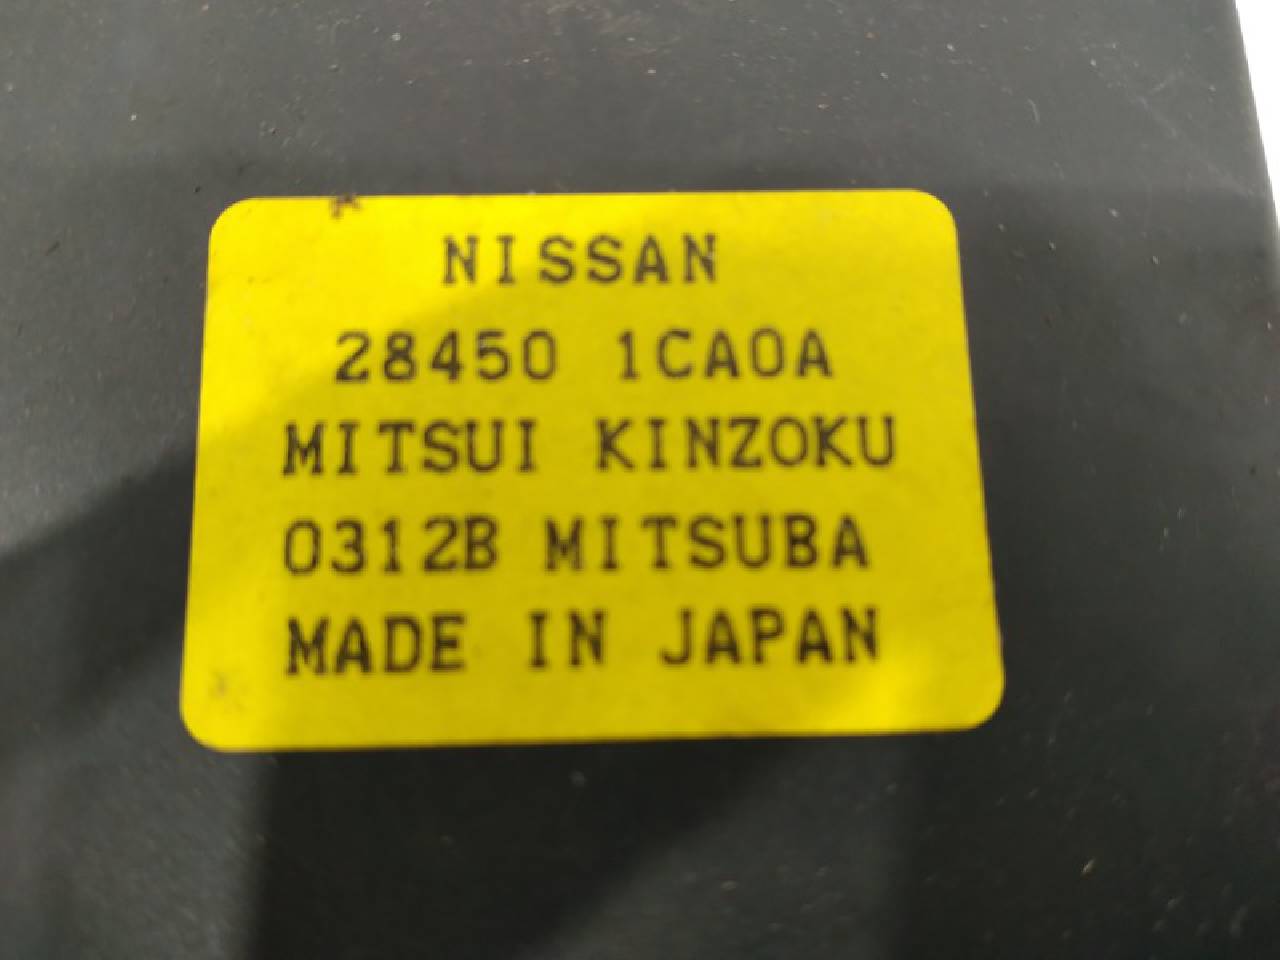 NISSAN
28450 1CA0A
MITSUI KINZOKU
0312B MITSUBA
MADE IN JAPAN